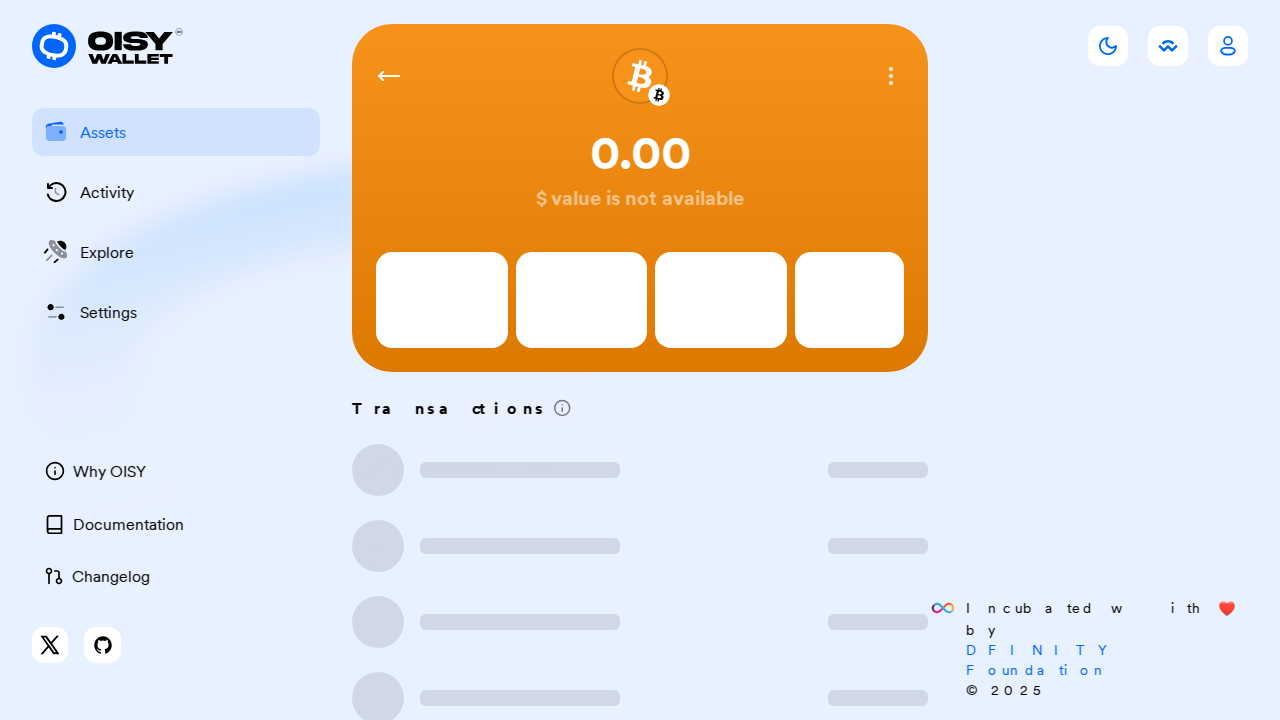 OISY
WALLET
Assets
Activity
Explore
Settings
Why OISY
Documentation
Changelog
0.00
$ value is not available
Transactions
Incubated with ❤️
by
DFINITY
Foundation
© 2025